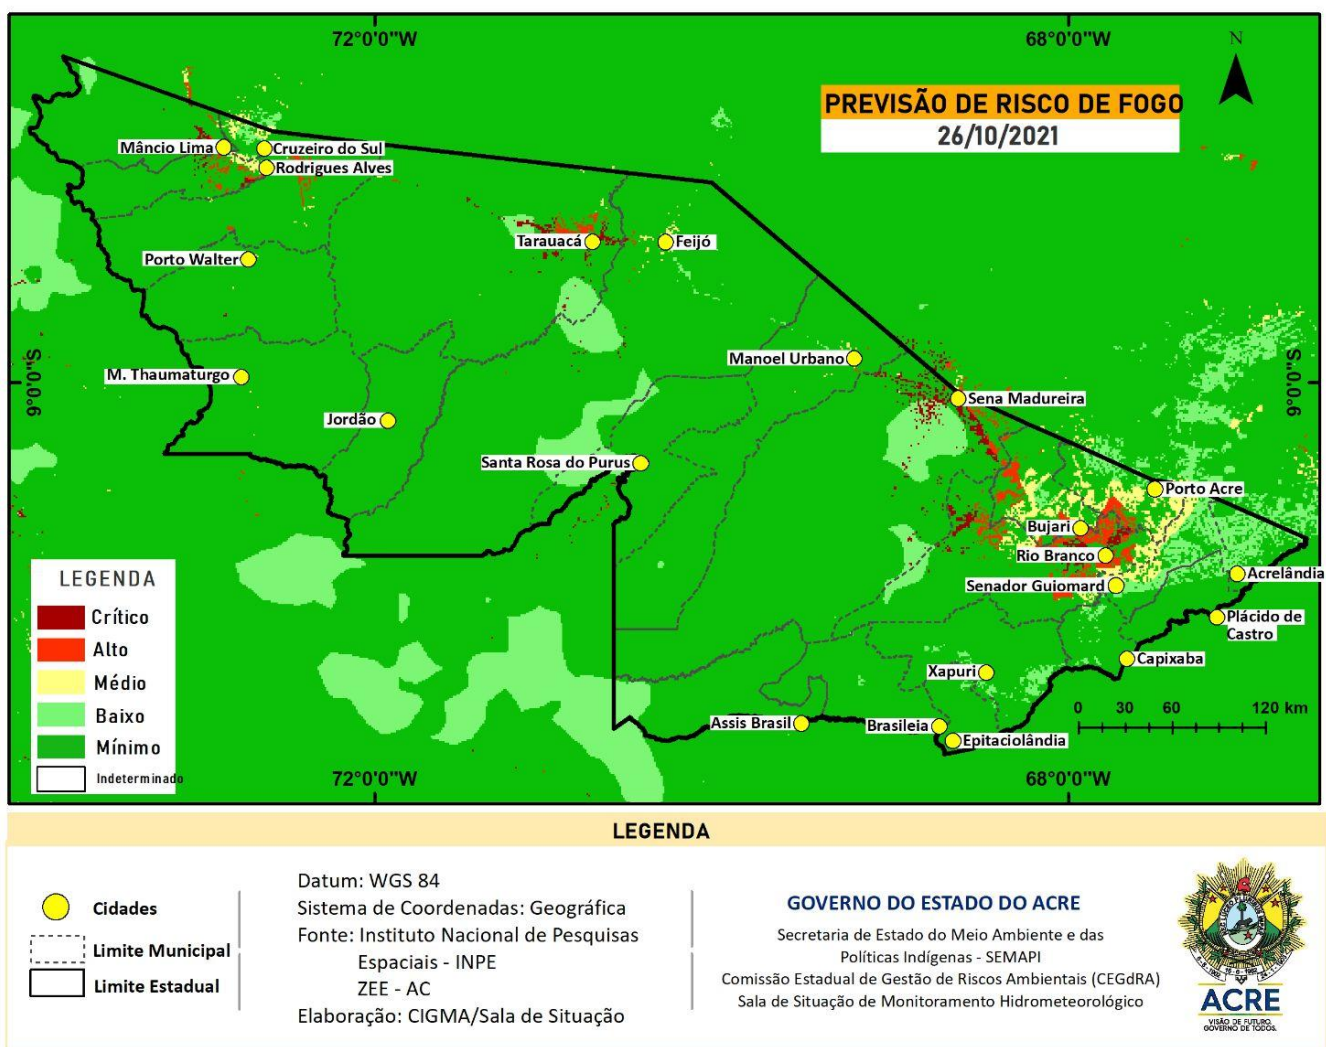 72°0'0"W
68°0'0"W
N
PREVISÃO DE RISCO DE FOGO
26/10/2021
Mâncio Lima
Cruzeiro do Sul
Rodrigues Alves
Tarauacá
Feijó
Porto Walter
Manoel Urbano
9°0'0"S
9°0'0"S
M. Thaumaturgo
Sena Madureira
Jordão
Santa Rosa do Purus
Porto Acre
Bujari
Rio Branco
Senador Guiomard
Acrelândia
Plácido de
Castro
Capixaba
Xapuri
Assis Brasil
Brasileia
Epitaciolândia
0 30 60 120 km
LEGENDA
Crítico
Alto
Médio
Baixo
Mínimo
Indeterminado
72°0'0"W
68°0'0"W
LEGENDA
Cidades
Limite Municipal
Limite Estadual
Datum: WGS 84
Sistema de Coordenadas: Geográfica
Fonte: Instituto Nacional de Pesquisas
Espaciais - INPE
ZEE - AC
Elaboração: CIGMA/Sala de Situação
GOVERNO DO ESTADO DO ACRE
Secretaria de Estado do Meio Ambiente e das
Políticas Indígenas - SEMAPI
Comissão Estadual de Gestão de Riscos Ambientais (CEGdRA)
Sala de Situação de Monitoramento Hidrometeorológico
ACRE
VISÃO DE FUTURO.
GOVERNO DE TODOS.